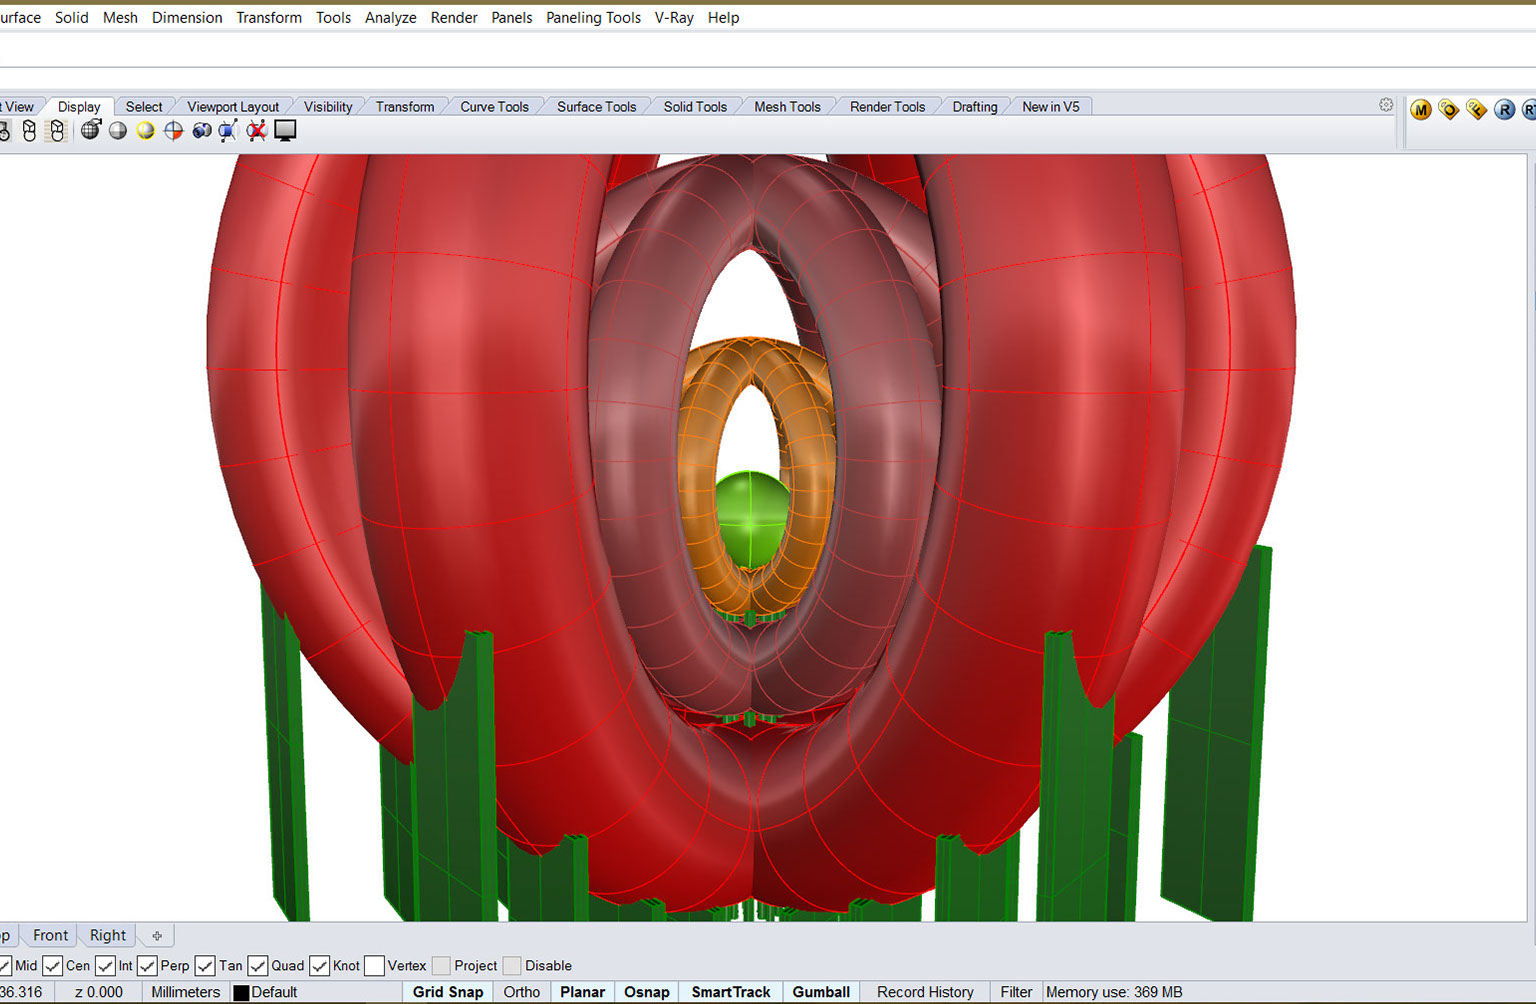 urface Solid Mesh Dimension Transform Tools Analyze Render Panels Paneling Tools V-Ray Help
t View Display Select Viewport Layout Visibility Transform Curve Tools Surface Tools Solid Tools Mesh Tools Render Tools Drafting New in V5
M O F R R
op Front Right
Mid Cen Int Perp Tan Quad Knot Vertex Project Disable
36.316 z 0.000 Millimeters Default Grid Snap Ortho Planar Osnap SmartTrack Gumball Record History Filter Memory use: 369 MB